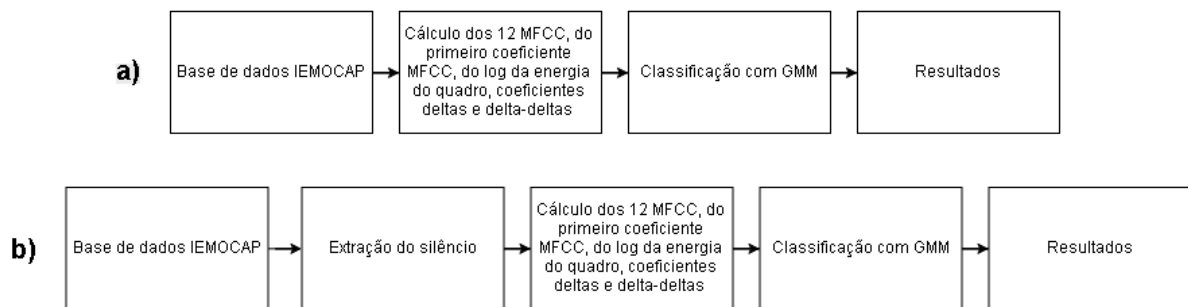 a)
Base de dados IEMOCAP
Cálculo dos 12 MFCC, do
primeiro coeficiente
MFCC, do log da energia
do quadro, coeficientes
deltas e delta-deltas
Classificação com GMM
Resultados
b)
Base de dados IEMOCAP
Extração do silêncio
Cálculo dos 12 MFCC, do
primeiro coeficiente
MFCC, do log da energia
do quadro, coeficientes
deltas e delta-deltas
Classificação com GMM
Resultados